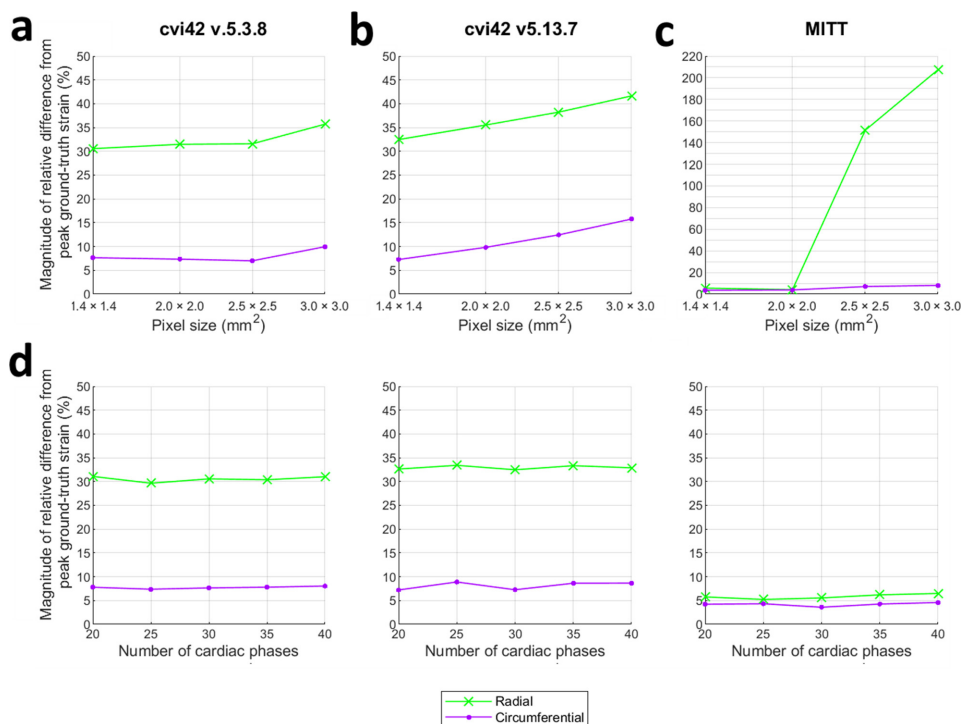 a
cvi42 v.5.3.8
b
cvi42 v5.13.7
c
MITT
Magnitude of relative difference from
peak ground-truth strain (%)
50
45
40
35
30
25
20
15
10
5
0
1.4 × 1.4
2.0 × 2.0
2.5 × 2.5
3.0 × 3.0
Pixel size (mm²)
50
45
40
35
30
25
20
15
10
5
0
1.4 × 1.4
2.0 × 2.0
2.5 × 2.5
3.0 × 3.0
Pixel size (mm²)
220
200
180
160
140
120
100
80
60
40
20
0
1.4 × 1.4
2.0 × 2.0
2.5 × 2.5
3.0 × 3.0
Pixel size (mm²)
d
Magnitude of relative difference from
peak ground-truth strain (%)
50
45
40
35
30
25
20
15
10
5
0
20
25
30
35
40
Number of cardiac phases
50
45
40
35
30
25
20
15
10
5
0
20
25
30
35
40
Number of cardiac phases
50
45
40
35
30
25
20
15
10
5
0
20
25
30
35
40
Number of cardiac phases
Radial
Circumferential